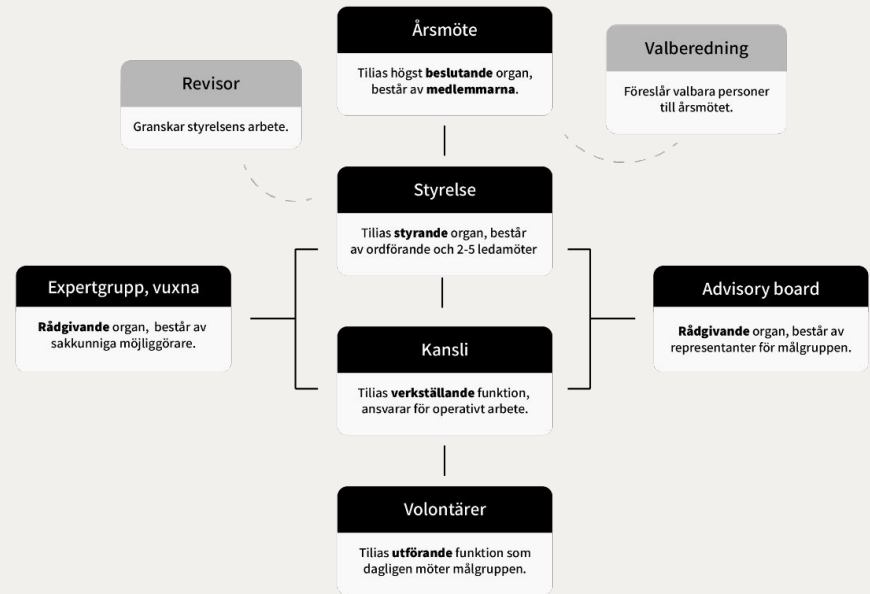 Årsmöte
Tilias högst beslutande organ,
består av medlemmarna.
Valberedning
Föreslår valbara personer
till årsmötet.
Revisor
Granskar styrelsens arbete.
Styrelse
Tilias styrande organ, består
av ordförande och 2-5 ledamöter
Expertgrupp, vuxna
Rådgivande organ, består av
sakkunniga möjliggörare.
Advisory board
Rådgivande organ, består av
representanter för målgruppen.
Kansli
Tilias verkställande funktion,
ansvarar för operativt arbete.
Volontärer
Tilias utförande funktion som
dagligen möter målgruppen.